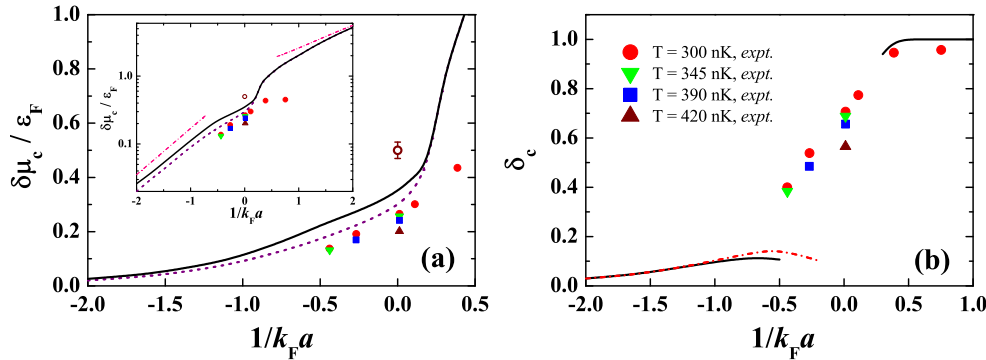 δμc / εF
1.0
0.8
0.6
0.4
0.2
0.0
-2.0 -1.5 -1.0 -0.5 0.0 0.5
1/kFa
(a)
δμc / εF
1.0
0.1
-2 -1 0 1 2
1/kFa
δc
1.0
0.8
0.6
0.4
0.2
0.0
T = 300 nK, expt.
T = 345 nK, expt.
T = 390 nK, expt.
T = 420 nK, expt.
(b)
-2.0 -1.5 -1.0 -0.5 0.0 0.5 1.0
1/kFa